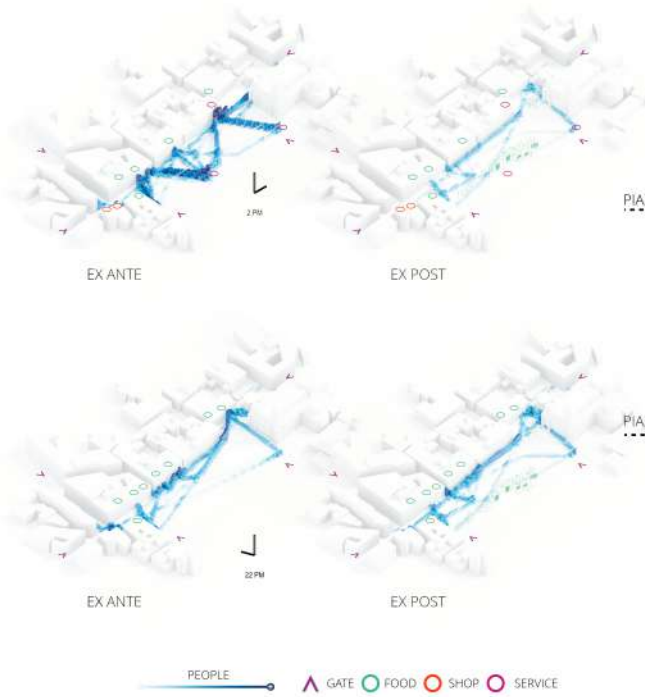 2 PM
PIA
EX ANTE
EX POST
PIA
22 PM
EX ANTE
EX POST
PEOPLE
GATE FOOD SHOP SERVICE